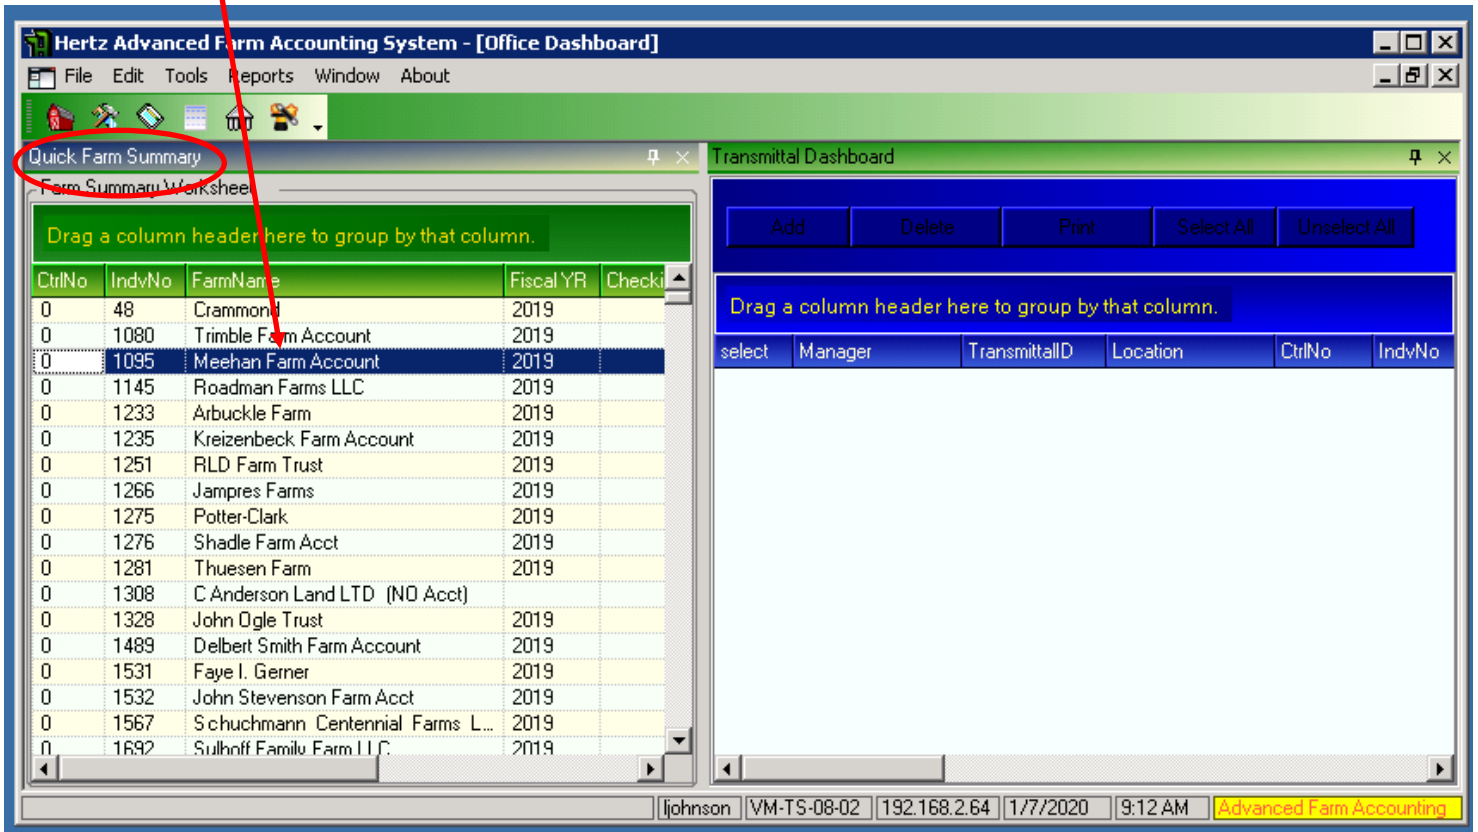 Hertz Advanced Farm Accounting System - [Office Dashboard]
File Edit Tools Reports Window About
Quick Farm Summary
Transmittal Dashboard
Farm Summary Worksheet
Add Delete Print Select All Unselect All
Drag a column header here to group by that column.
Drag a column header here to group by that column.
CtrlNo IndvNo FarmName Fiscal YR Checki
0 48 Crammond 2019
0 1080 Trimble Farm Account 2019
0 1095 Meehan Farm Account 2019
0 1145 Roadman Farms LLC 2019
0 1233 Arbuckle Farm 2019
0 1235 Kreizenbeck Farm Account 2019
0 1251 RLD Farm Trust 2019
0 1266 Jampres Farms 2019
0 1275 Potter-Clark 2019
0 1276 Shadle Farm Acct 2019
0 1281 Thuesen Farm 2019
0 1308 C Anderson Land LTD (NO Acct)
0 1328 John Ogle Trust 2019
0 1489 Delbert Smith Farm Account 2019
0 1531 Faye I. Gerner 2019
0 1532 John Stevenson Farm Acct 2019
0 1567 Schuchmann Centennial Farms L... 2019
0 1692 Sulhoff Family Farm LLC 2019
select Manager TransmittalID Location CtrlNo IndvNo
ljohnson VM-TS-08-02 192.168.2.64 1/7/2020 9:12 AM Advanced Farm Accounting